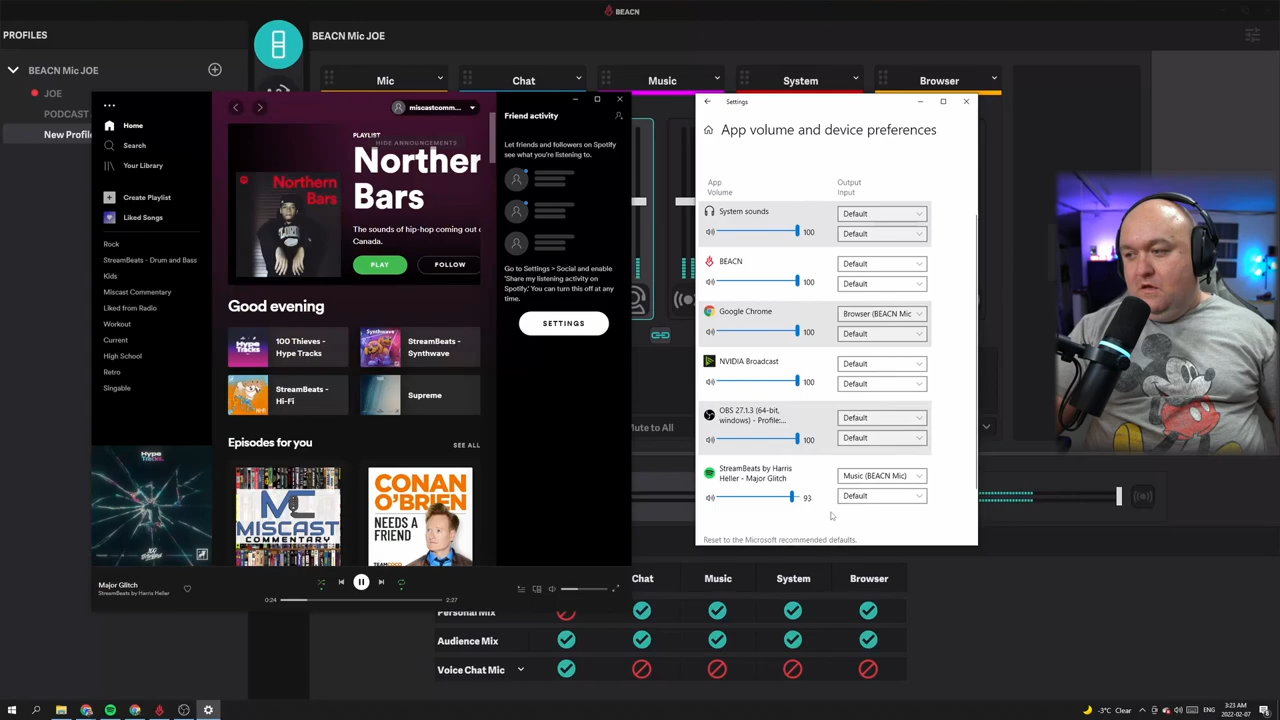 BEACN
PROFILES
BEACN Mic JOE
JOE
PODCAST
New Profile
BEACN Mic JOE
Mic
Chat
Music
System
Browser
Home
Search
Your Library
Create Playlist
Liked Songs
Rock
StreamBeats - Drum and Bass
Kids
Miscast Commentary
Liked from Radio
Workout
Current
High School
Retro
Singable
Hype Tracks.
miscastcomm...
PLAYLIST
HIDE ANNOUNCEMENTS
Northern
Bars
Northern
Bars
The sounds of hip-hop coming out o
Canada.
PLAY
FOLLOW
Good evening
100 Thieves -
Hype Tracks
StreamBeats -
Synthwave
StreamBeats -
Hi-Fi
Supreme
Episodes for you
SEE ALL
MISCAST
COMMENTARY
CONAN
O'BRIEN
NEEDS A
FRIEND
TEAM COCO
Friend activity
Let friends and followers on Spotify
see what you're listening to.
Go to Settings > Social and enable
'Share my listening activity on
Spotify.' You can turn this off at any
time.
SETTINGS
Major Glitch
StreamBeats by Harris Heller
0:24
2:27
Settings
App volume and device preferences
App
Volume
Output
Input
System sounds
Default
100
Default
BEACN
Default
100
Default
Google Chrome
Browser (BEACN Mic
100
Default
NVIDIA Broadcast
Default
100
Default
OBS 27.1.3 (64-bit,
windows) - Profile:...
Default
100
Default
StreamBeats by Harris
Heller - Major Glitch
Music (BEACN Mic)
93
Default
Reset to the Microsoft recommended defaults.
Mute to All
Chat
Music
System
Browser
Personal Mix
Audience Mix
Voice Chat Mic
-3°C Clear
ENG
3:23 AM
2022-02-07